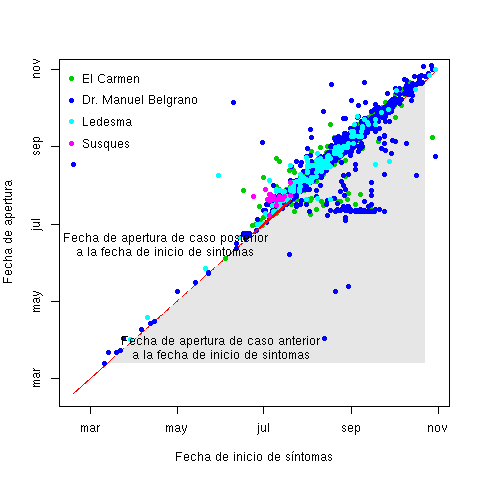 El Carmen
Dr. Manuel Belgrano
Ledesma
Susques
Fecha de apertura de caso posterior
a la fecha de inicio de sintomas
Fecha de apertura de caso anterior
a la fecha de inicio de sintomas
nov
sep
jul
may
mar
Fecha de apertura
mar
may
jul
sep
nov
Fecha de inicio de síntomas